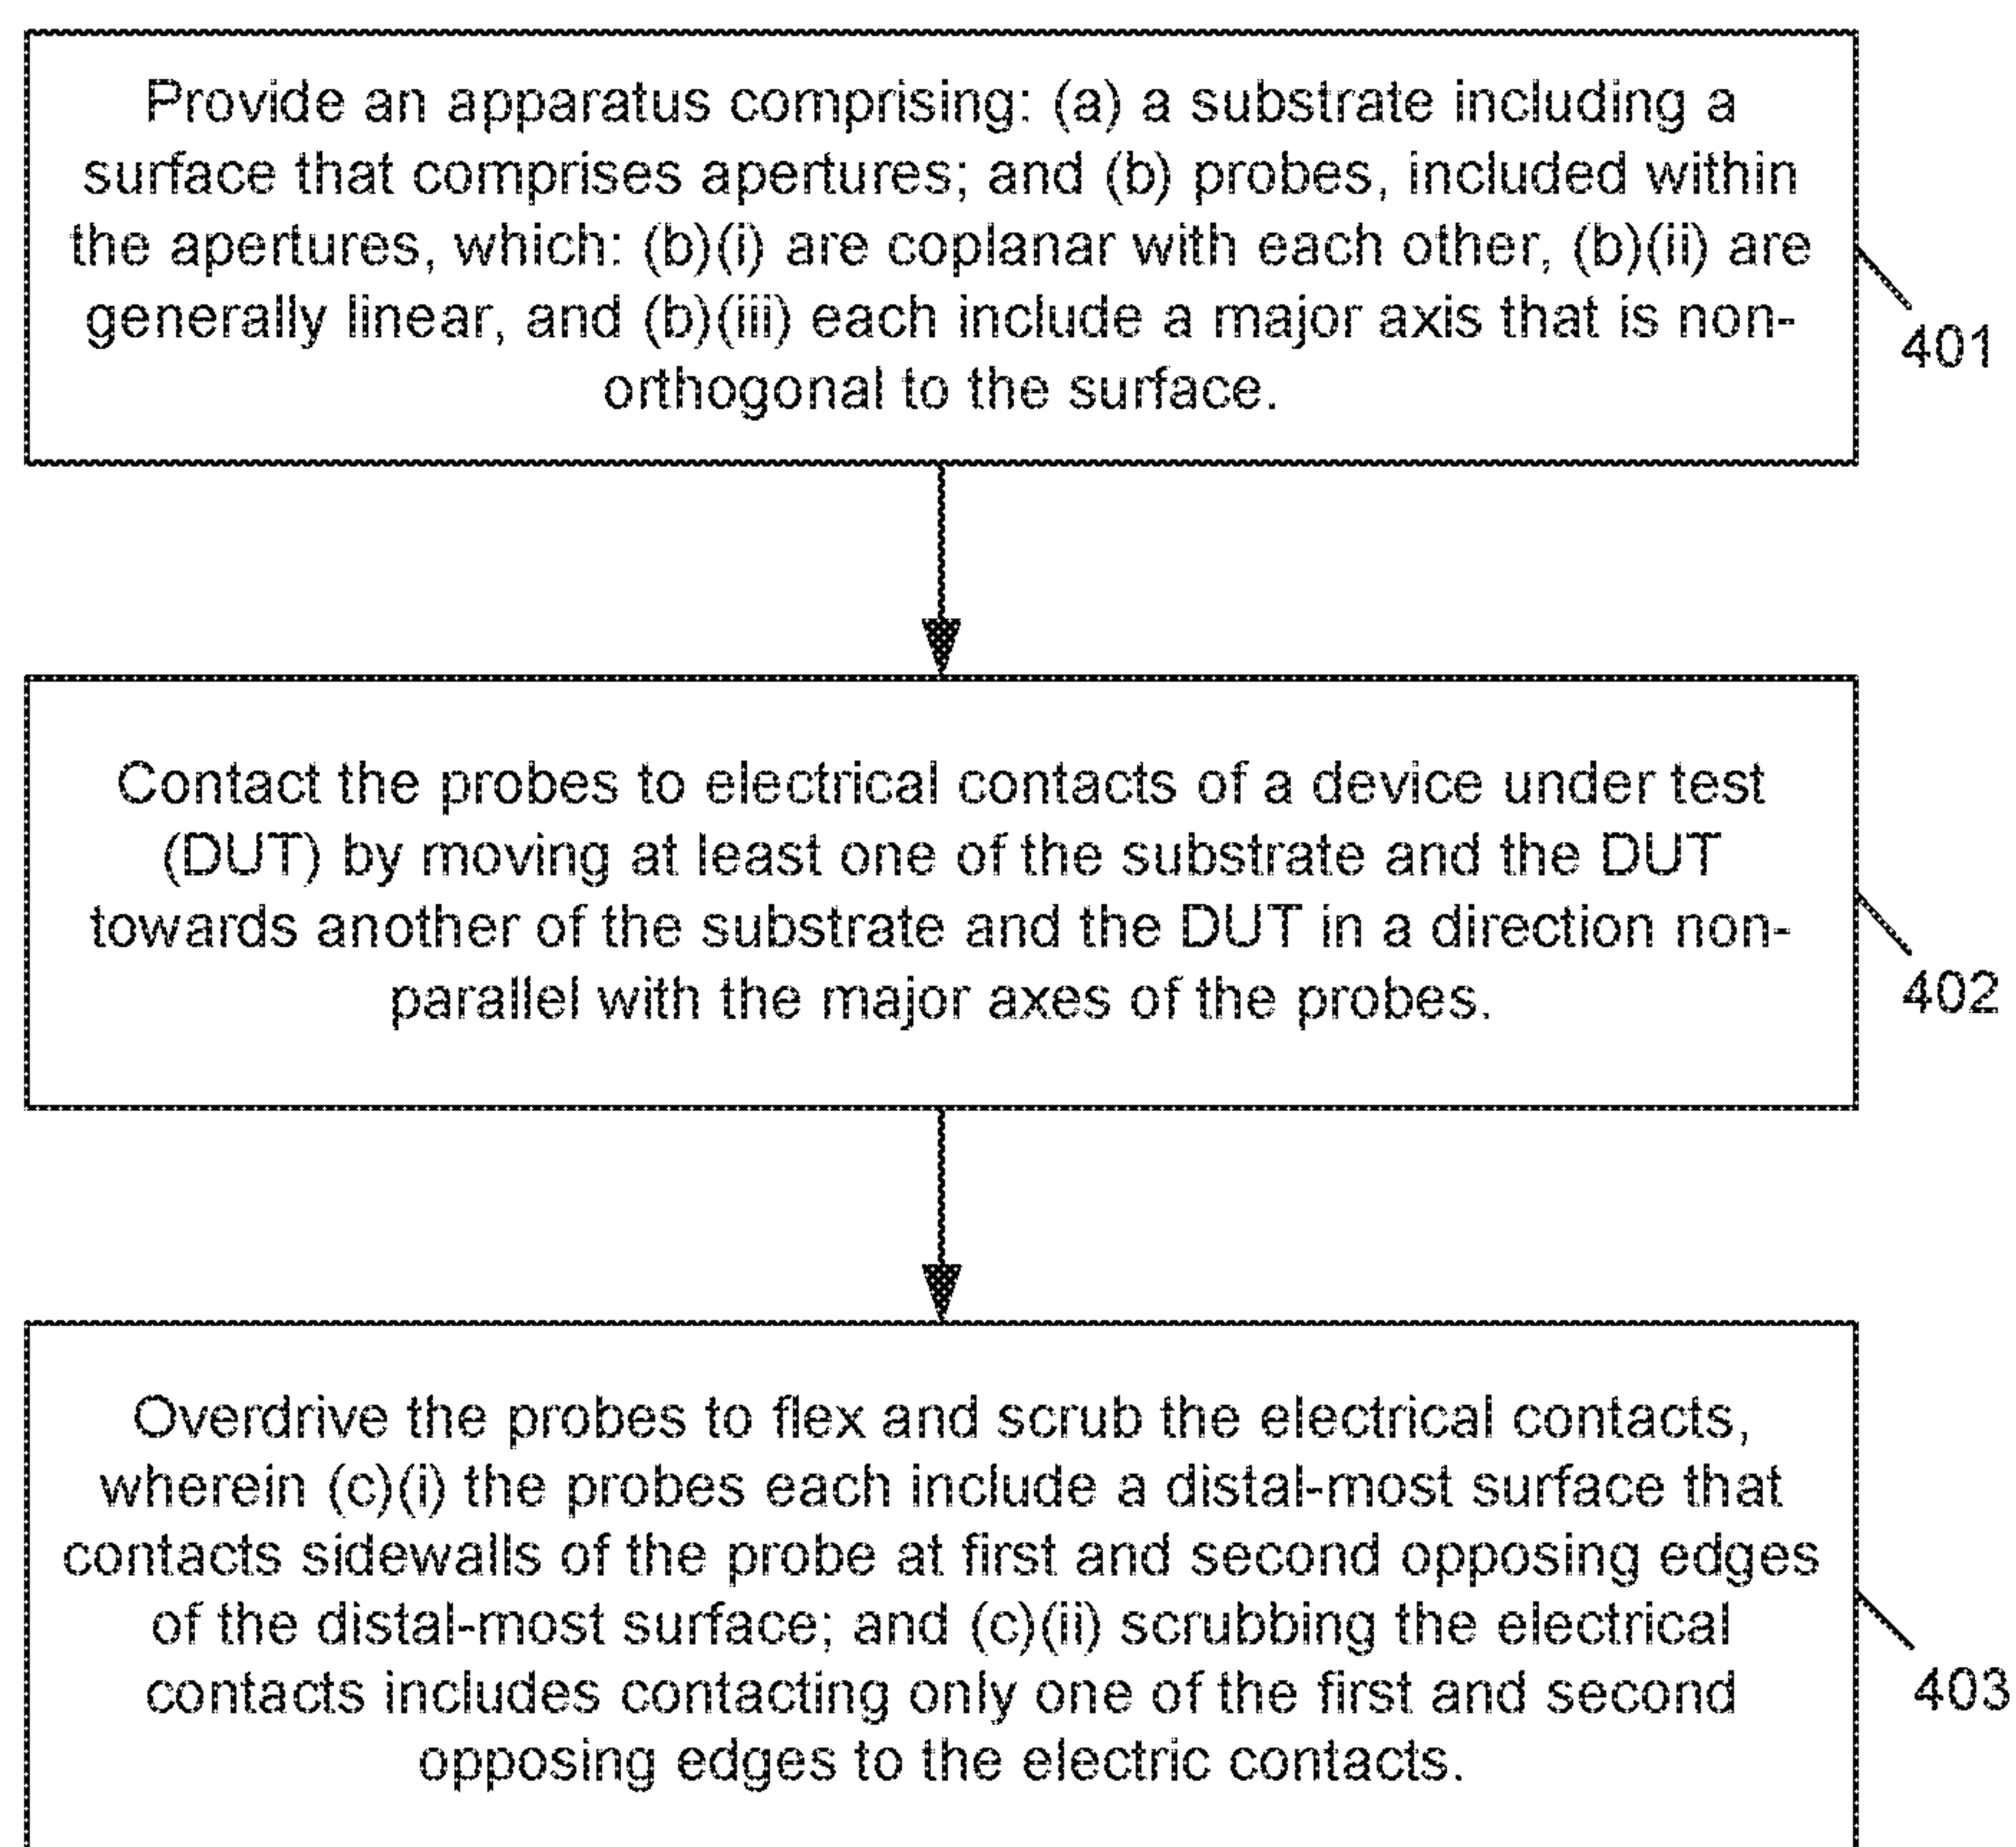 Provide an apparatus comprising: (a) a substrate including a
surface that comprises apertures; and (b) probes, included within
the apertures, which: (b)(i) are coplanar with each other, (b)(ii) are
generally linear, and (b)(iii) each include a major axis that is non-
orthogonal to the surface.
401
Contact the probes to electrical contacts of a device under test
(DUT) by moving at least one of the substrate and the DUT
towards another of the substrate and the DUT in a direction non-
parallel with the major axes of the probes.
402
Overdrive the probes to flex and scrub the electrical contacts,
wherein (c)(i) the probes each include a distal-most surface that
contacts sidewalls of the probe at first and second opposing edges
of the distal-most surface; and (c)(ii) scrubbing the electrical
contacts includes contacting only one of the first and second
opposing edges to the electric contacts.
403